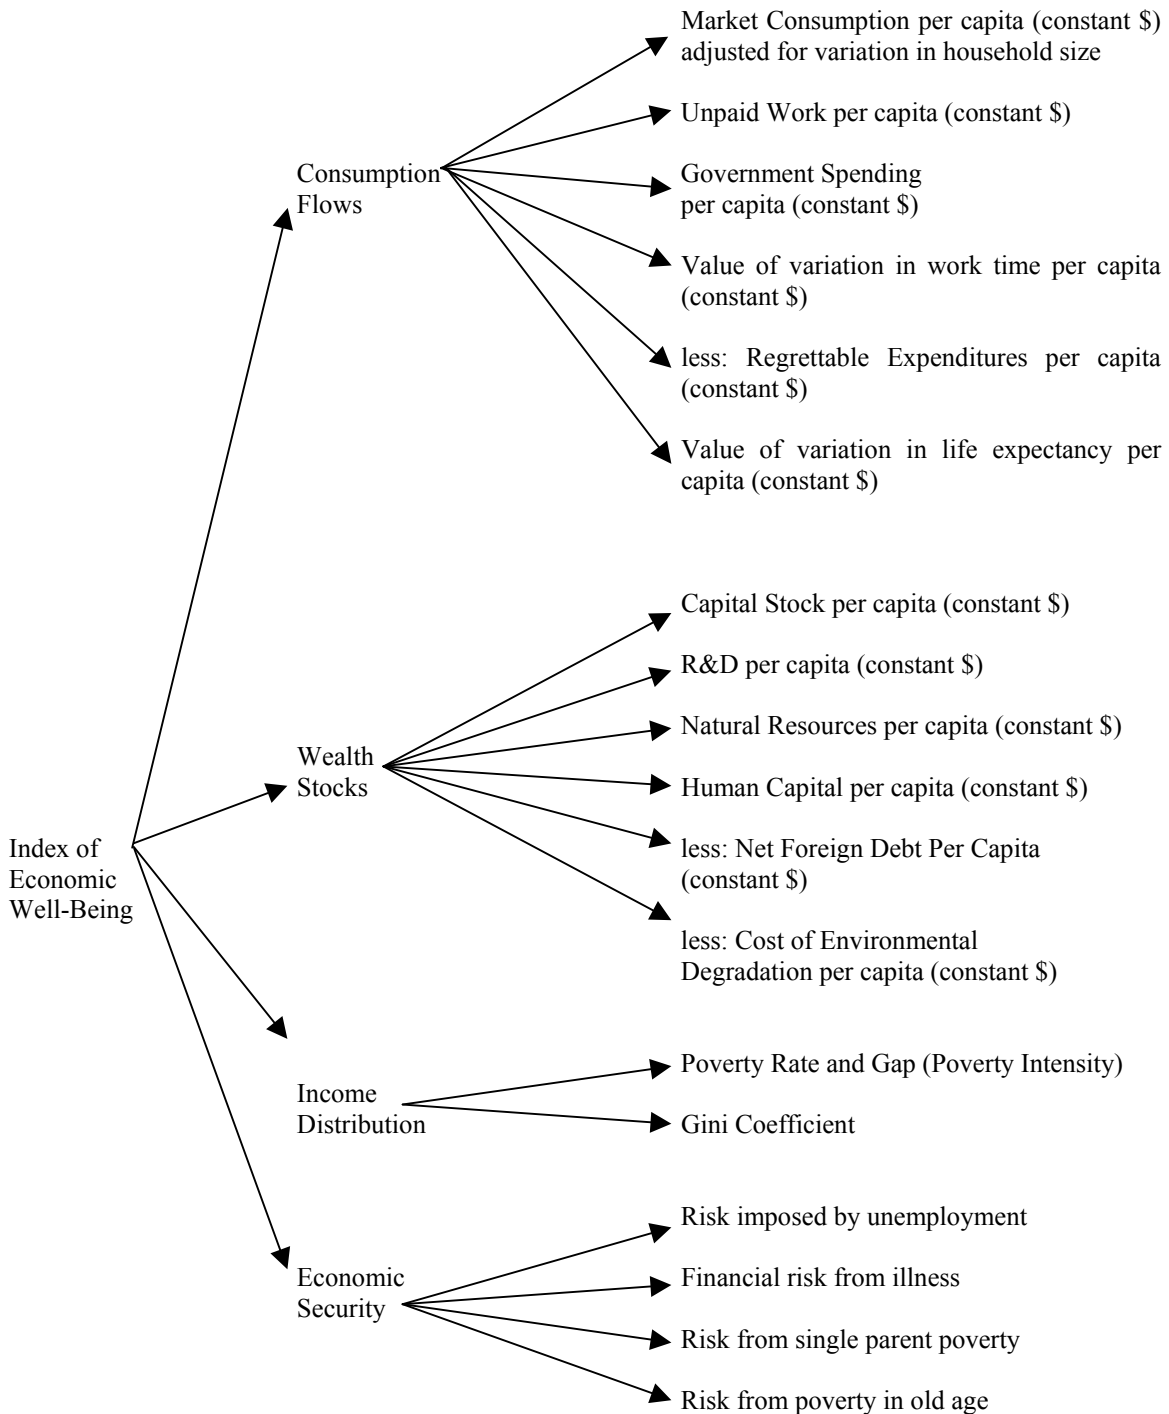 Market Consumption per capita (constant $)
adjusted for variation in household size
Unpaid Work per capita (constant $)
Consumption
Flows
Government Spending
per capita (constant $)
Value of variation in work time per capita
(constant $)
less: Regrettable Expenditures per capita
(constant $)
Value of variation in life expectancy per
capita (constant $)
Capital Stock per capita (constant $)
R&D per capita (constant $)
Natural Resources per capita (constant $)
Wealth
Stocks
Human Capital per capita (constant $)
Index of
Economic
Well-Being
less: Net Foreign Debt Per Capita
(constant $)
less: Cost of Environmental
Degradation per capita (constant $)
Poverty Rate and Gap (Poverty Intensity)
Income
Distribution
Gini Coefficient
Risk imposed by unemployment
Economic
Security
Financial risk from illness
Risk from single parent poverty
Risk from poverty in old age